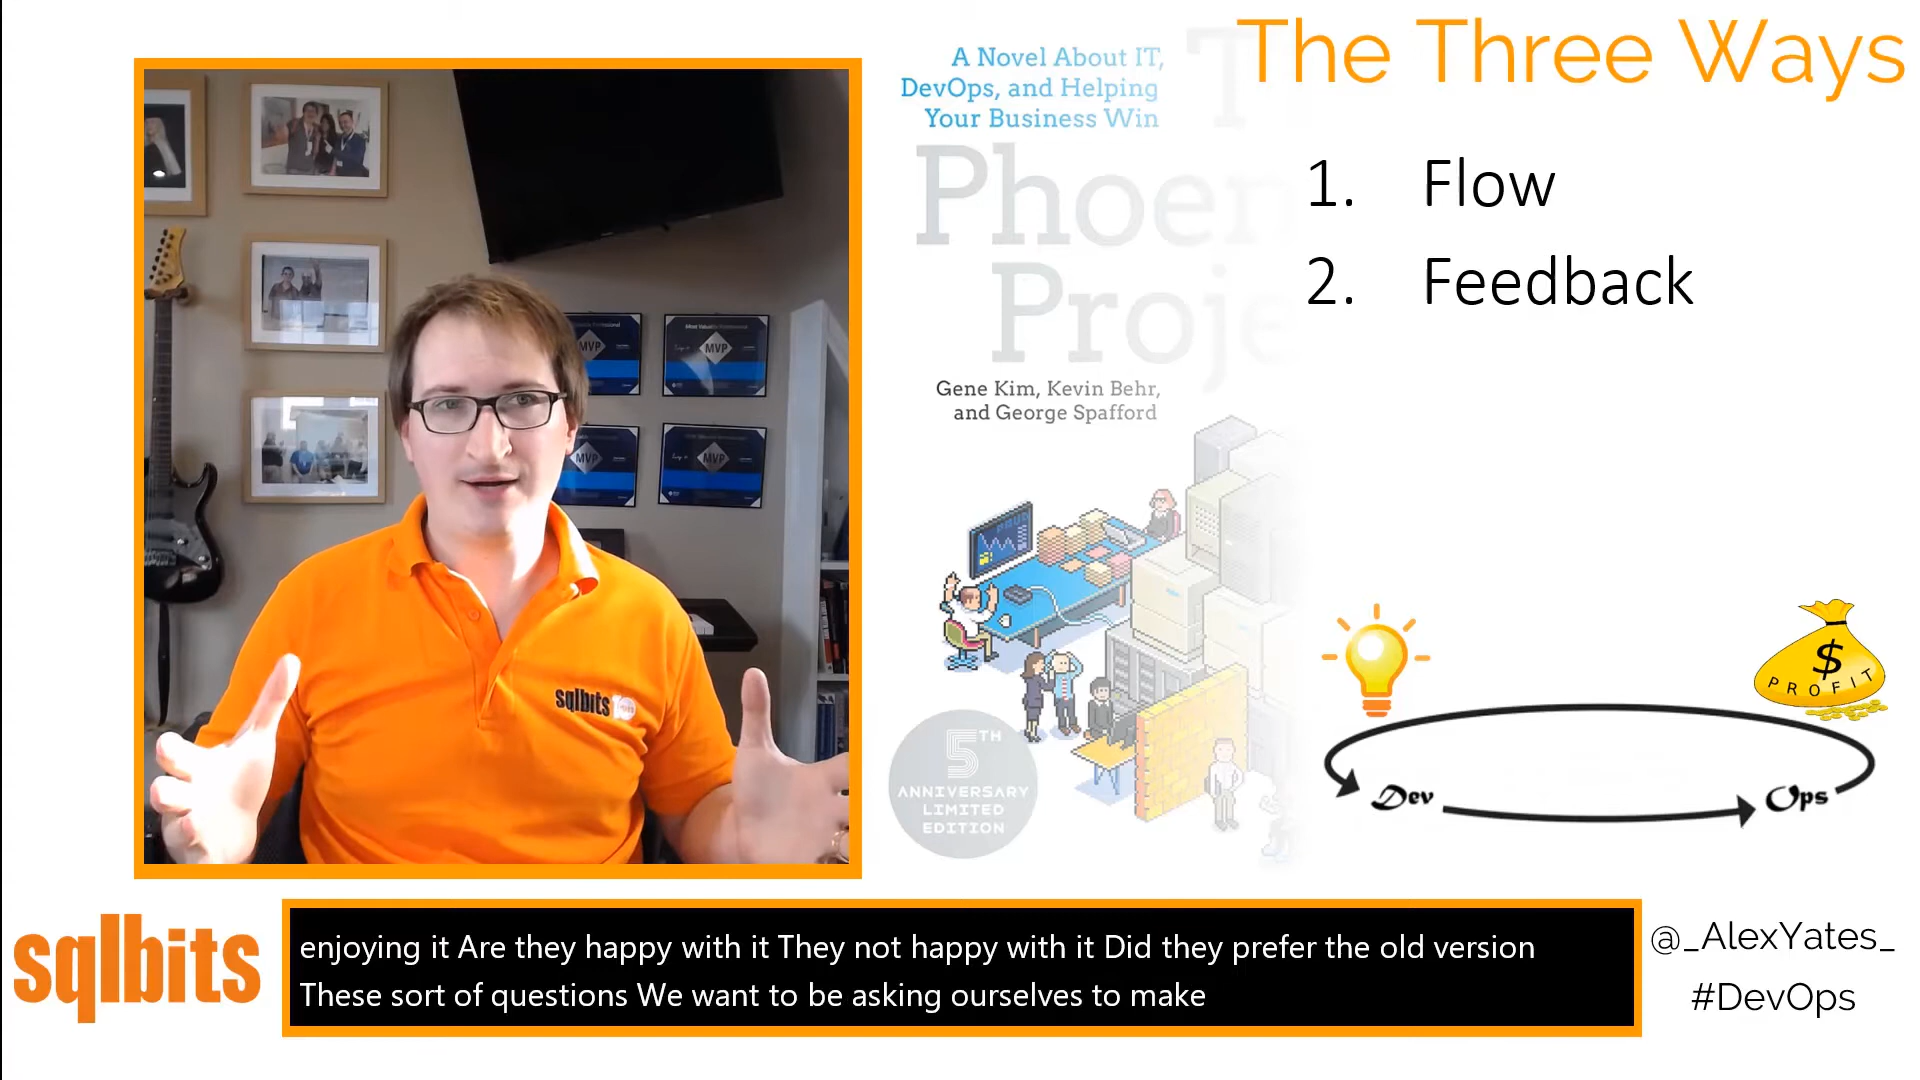 The Three Ways
A Novel About IT,
DevOps, and Helping
Your Business Win
Gene Kim, Kevin Behr,
and George Spafford
5TH
ANNIVERSARY
LIMITED
EDITION
1. Flow
2. Feedback
$
PROFIT
Dev
Ops
MVP
MVP
MVP
MVP
sqlbits
sqlbits
enjoying it Are they happy with it They not happy with it Did they prefer the old version
These sort of questions We want to be asking ourselves to make
@_AlexYates_
#DevOps